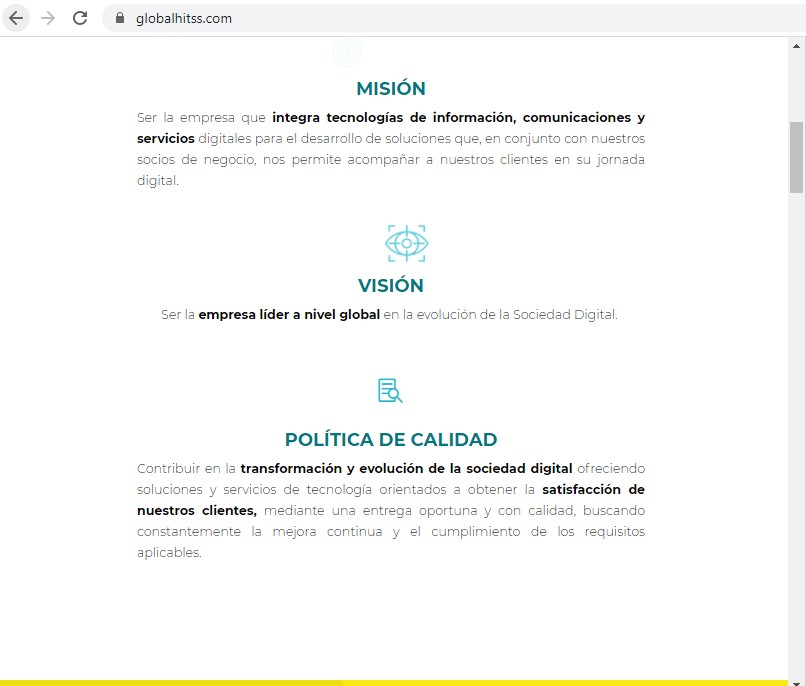 globalhitss.com
MISIÓN
Ser la empresa que integra tecnologías de información, comunicaciones y
servicios digitales para el desarrollo de soluciones que, en conjunto con nuestros
socios de negocio, nos permite acompañar a nuestros clientes en su jornada
digital.
VISIÓN
Ser la empresa líder a nivel global en la evolución de la Sociedad Digital.
POLÍTICA DE CALIDAD
Contribuir en la transformación y evolución de la sociedad digital ofreciendo
soluciones y servicios de tecnología orientados a obtener la satisfacción de
nuestros clientes, mediante una entrega oportuna y con calidad, buscando
constantemente la mejora continua y el cumplimiento de los requisitos
aplicables.